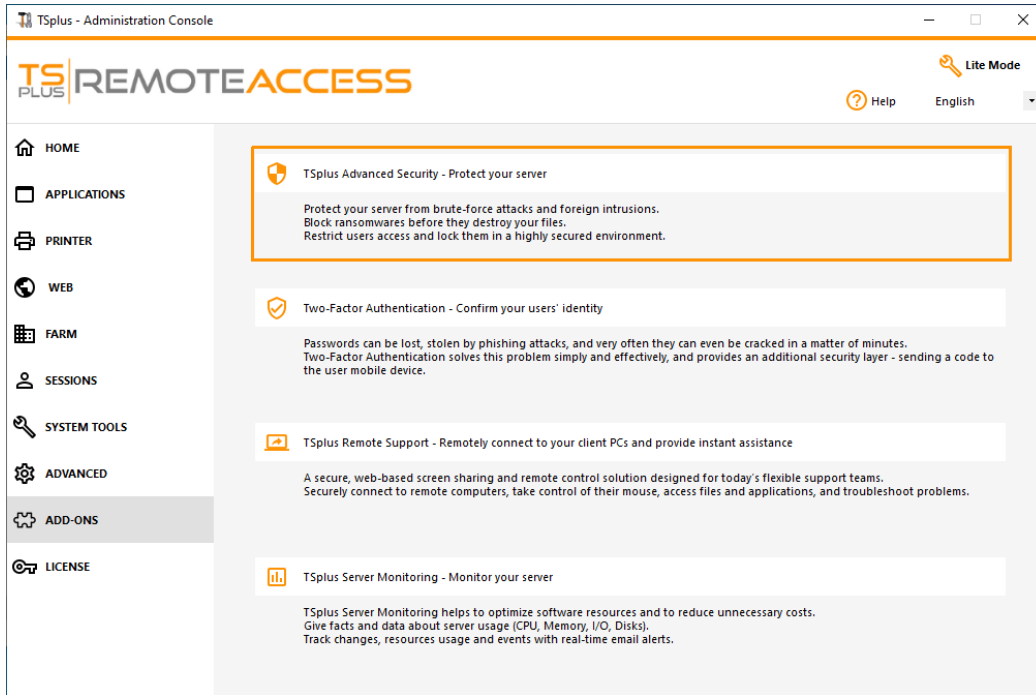 TSplus - Administration Console
TS PLUS REMOTEACCESS
Lite Mode
Help English
HOME
APPLICATIONS
PRINTER
WEB
FARM
SESSIONS
SYSTEM TOOLS
ADVANCED
ADD-ONS
LICENSE
TSplus Advanced Security - Protect your server
Protect your server from brute-force attacks and foreign intrusions.
Block ransomwares before they destroy your files.
Restrict users access and lock them in a highly secured environment.
Two-Factor Authentication - Confirm your users' identity
Passwords can be lost, stolen by phishing attacks, and very often they can even be cracked in a matter of minutes.
Two-Factor Authentication solves this problem simply and effectively, and provides an additional security layer - sending a code to
the user mobile device.
TSplus Remote Support - Remotely connect to your client PCs and provide instant assistance
A secure, web-based screen sharing and remote control solution designed for today's flexible support teams.
Securely connect to remote computers, take control of their mouse, access files and applications, and troubleshoot problems.
TSplus Server Monitoring - Monitor your server
TSplus Server Monitoring helps to optimize software resources and to reduce unnecessary costs.
Give facts and data about server usage (CPU, Memory, I/O, Disks).
Track changes, resources usage and events with real-time email alerts.